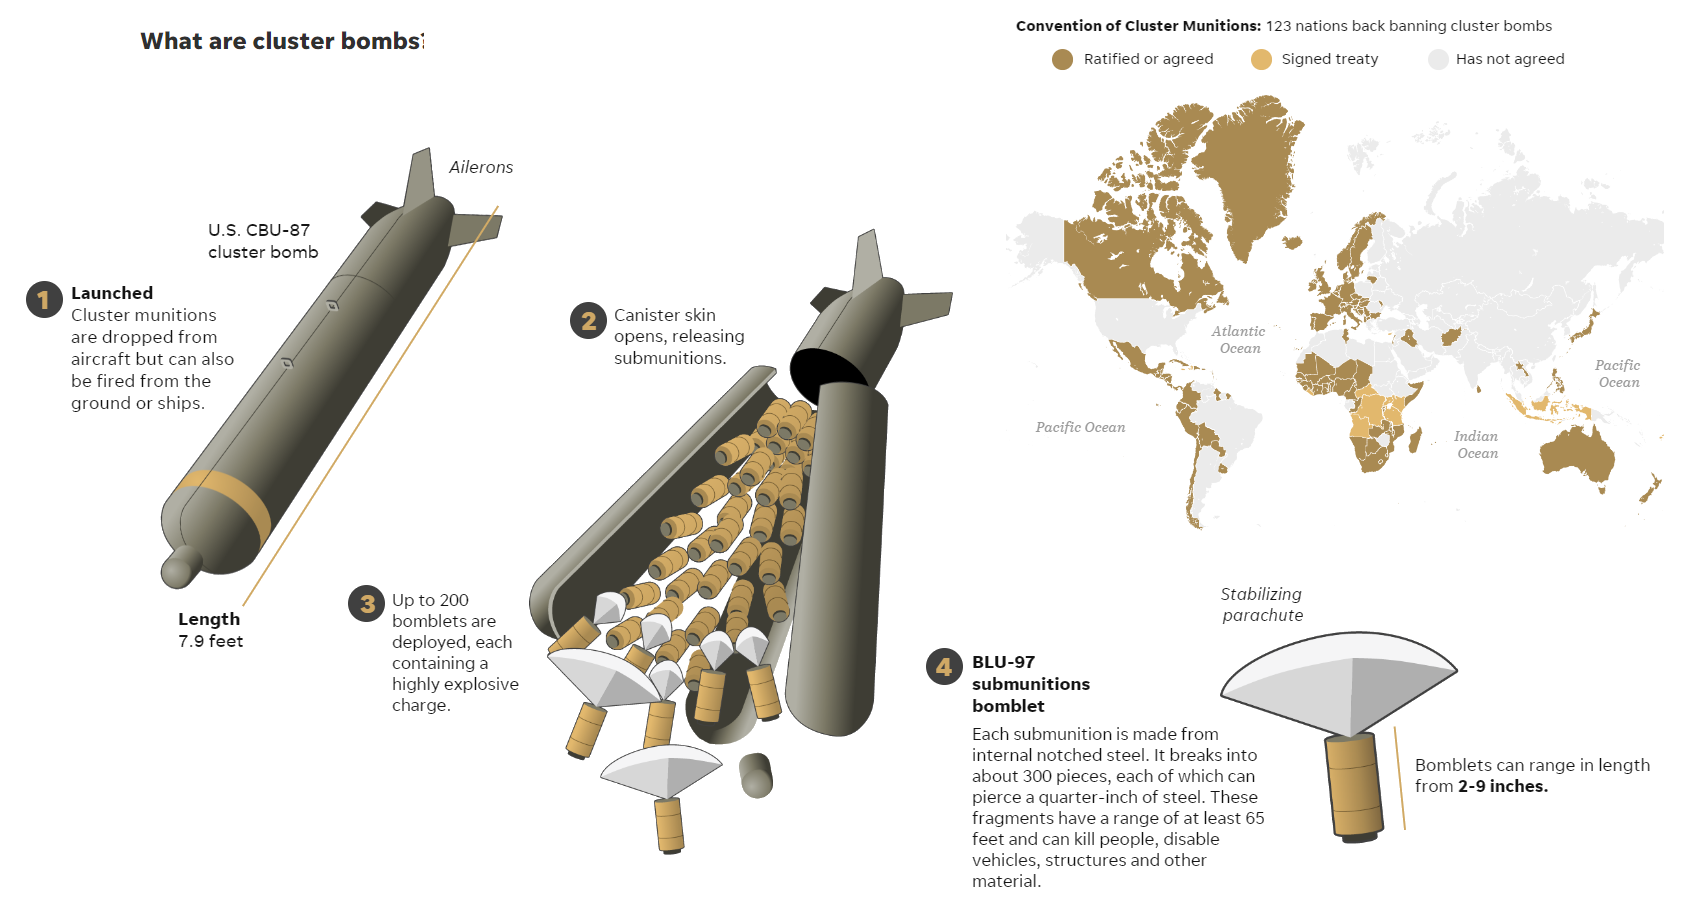 What are cluster bombs?
Convention of Cluster Munitions: 123 nations back banning cluster bombs
Ratified or agreed
Signed treaty
Has not agreed
Atlantic
Ocean
Pacific
Ocean
Pacific Ocean
Indian
Ocean
Ailerons
U.S. CBU-87
cluster bomb
1
Launched
Cluster munitions
are dropped from
aircraft but can also
be fired from the
ground or ships.
Length
7.9 feet
2
Canister skin
opens, releasing
submunitions.
3
Up to 200
bomblets are
deployed, each
containing a
highly explosive
charge.
4
BLU-97
submunitions
bomblet
Each submunition is made from
internal notched steel. It breaks into
about 300 pieces, each of which can
pierce a quarter-inch of steel. These
fragments have a range of at least 65
feet and can kill people, disable
vehicles, structures and other
material.
Stabilizing
parachute
Bomblets can range in length
from 2-9 inches.